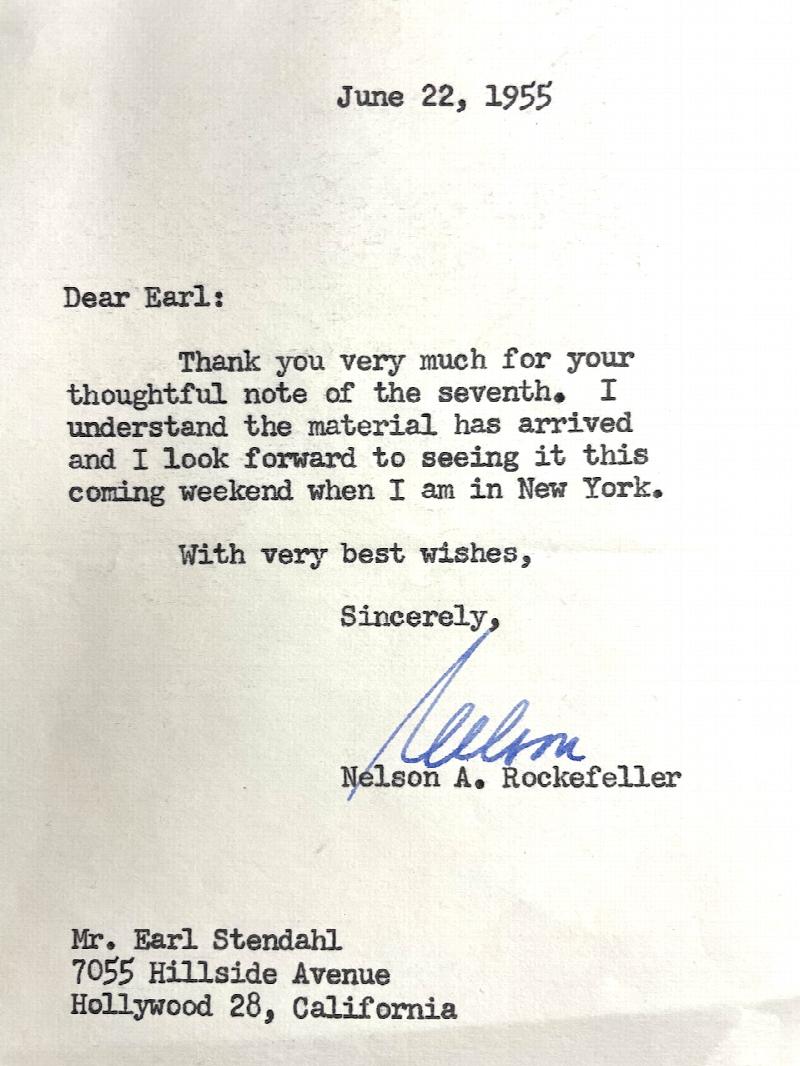 June 22, 1955
Dear Earl:
Thank you very much for your
thoughtful note of the seventh. I
understand the material has arrived
and I look forward to seeing it this
coming weekend when I am in New York.
With very best wishes,
Sincerely,
Nelson
Nelson A. Rockefeller
Mr. Earl Stendahl
7055 Hillside Avenue
Hollywood 28, California